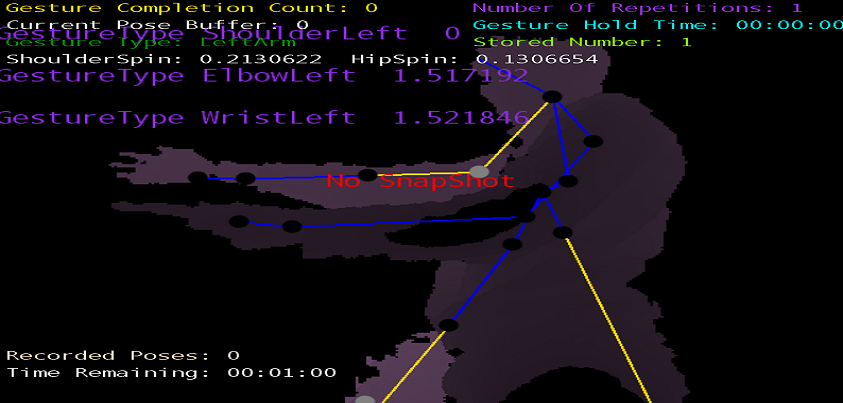 Gesture Completion Count: 0
Number Of Repetitions: 1
Current Pose Buffer: 0
Gesture Hold Time: 00:00:00
GestureType ShoulderLeft 0
Gesture Type: LeftArm
Stored Number: 1
ShoulderSpin: 0.2130622 HipSpin: 0.1306654
GestureType ElbowLeft 1.517192
GestureType WristLeft 1.521846
No SnapShot
Recorded Poses: 0
Time Remaining: 00:01:00